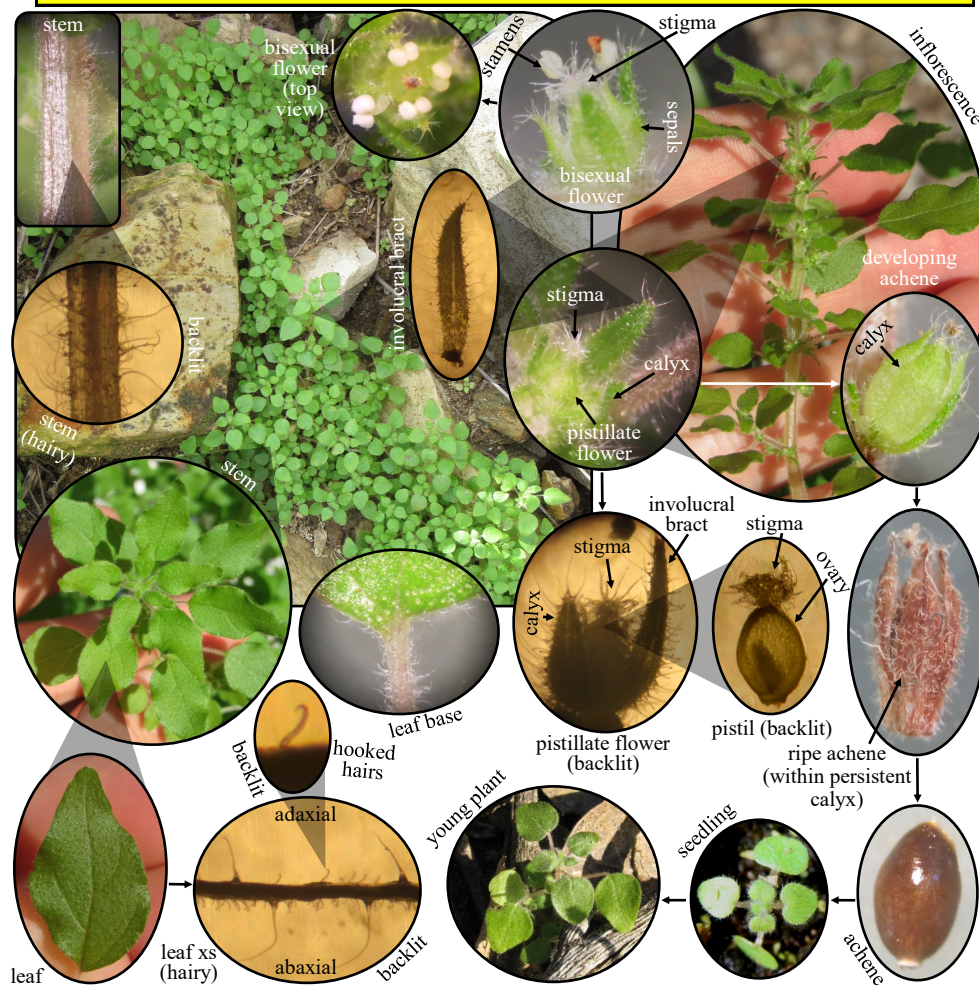 stem
bisexual
flower
(top
view)
stamens
stigma
sepals
bisexual
flower
inflorescence
involucral bract
backlit
stem
(hairy)
stigma
calyx
pistillate
flower
developing
achene
calyx
stem
leaf base
stigma
involucral
bract
calyx
pistillate flower
(backlit)
stigma
ovary
pistil (backlit)
ripe achene
(within persistent
calyx)
backlit
hooked
hairs
adaxial
abaxial
leaf
leaf xs
(hairy)
backlit
young plant
seedling
achene